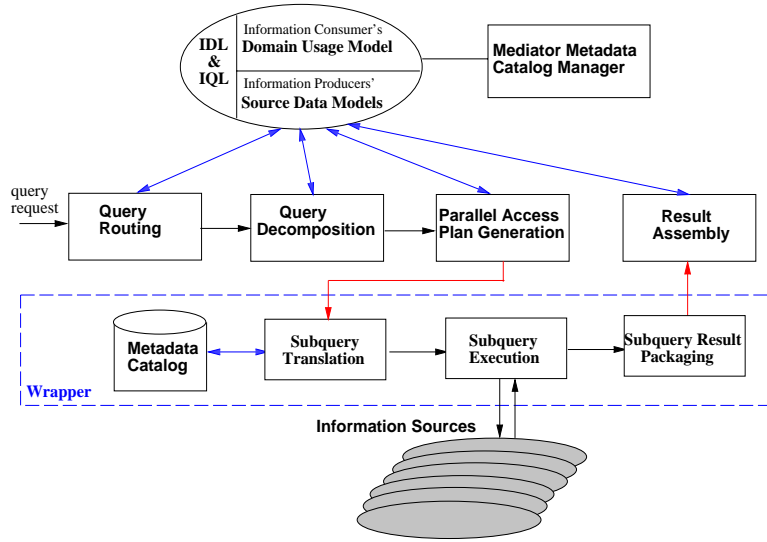 IDL
&
IQL
Information Consumer's
Domain Usage Model
Information Producers'
Source Data Models
Mediator Metadata
Catalog Manager
query
request
Query
Routing
Query
Decomposition
Parallel Access
Plan Generation
Result
Assembly
Metadata
Catalog
Subquery
Translation
Subquery
Execution
Subquery Result
Packaging
Wrapper
Information Sources